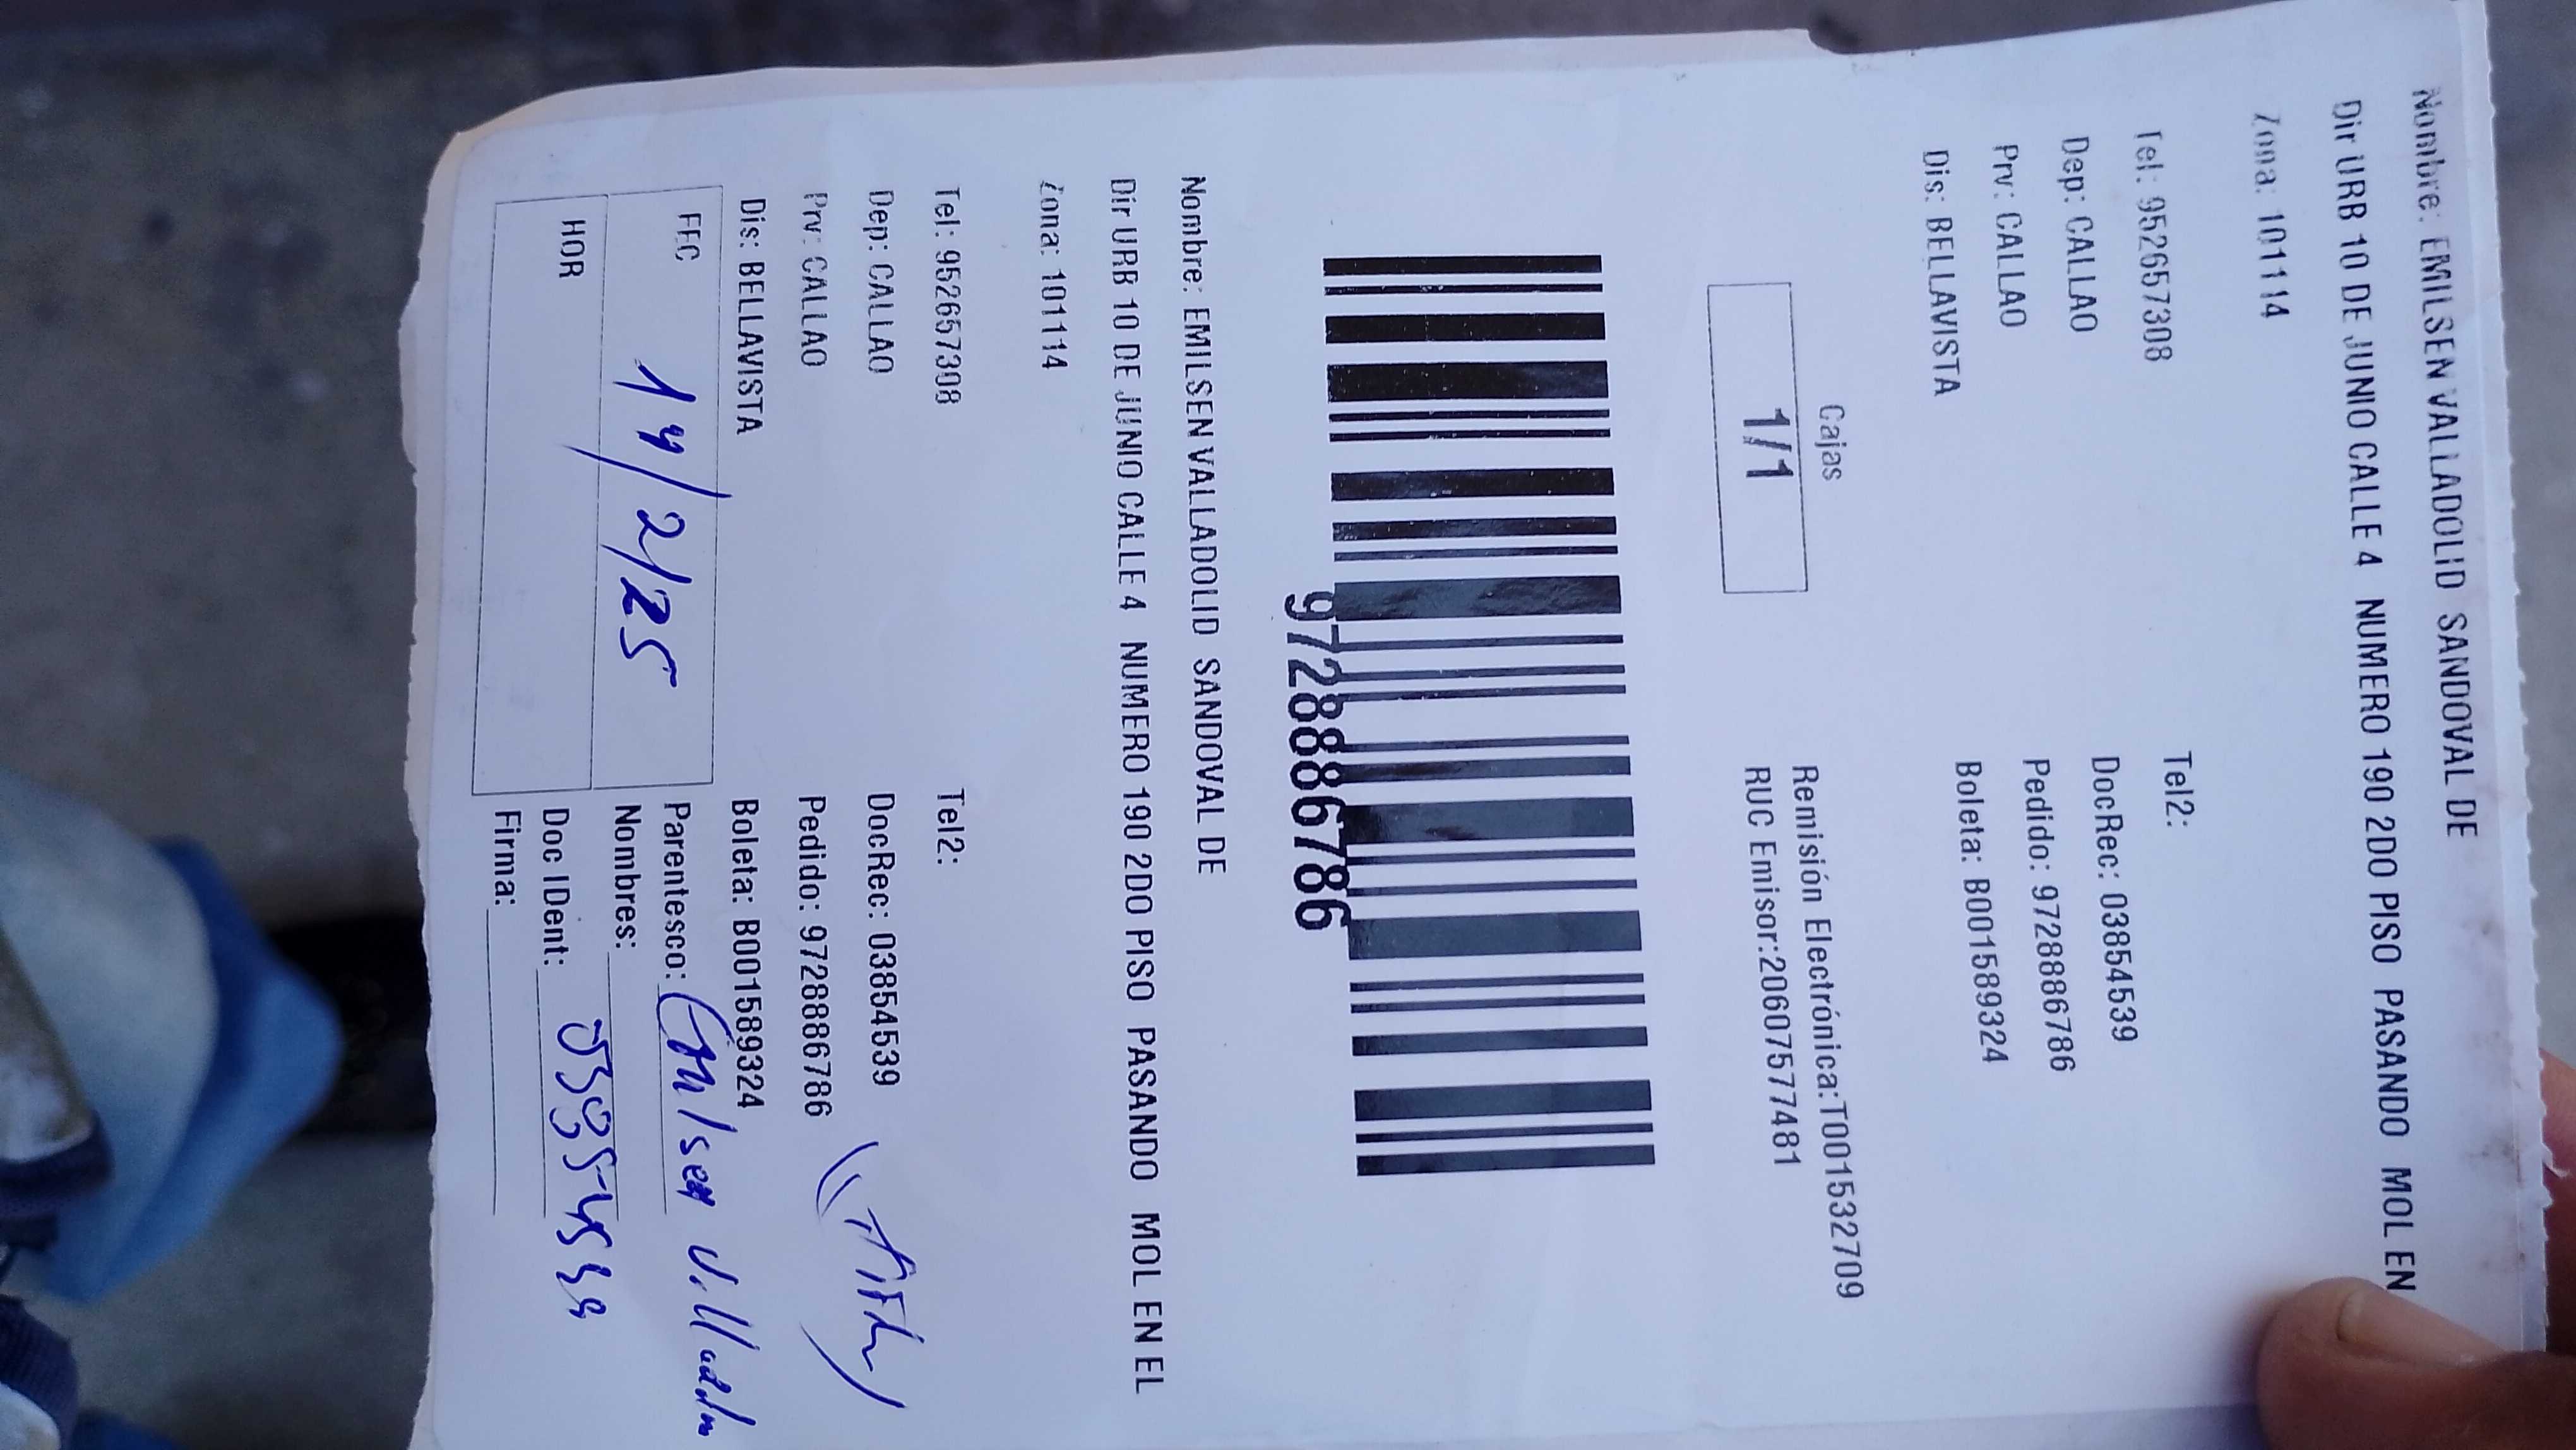 Nombre: EMILSEN VALLADOLID SANDOVAL DE
Dir URB 10 DE JUNIO CALLE 4 NUMERO 190 2DO PISO PASANDO MOL EN
Zona: 101114
Tel: 952657308 Tel2:
Dep: CALLAO DocRec: 03854539
Prv: CALLAO Pedido: 9728886786
Dis: BELLAVISTA Boleta: B001589324
Cajas
1/1
Remisión Electrónica:T001532709
RUC Emisor:20607577481
9728886786
Nombre: EMILSEN VALLADOLID SANDOVAL DE
Dir URB 10 DE JUNIO CALLE 4 NUMERO 190 2DO PISO PASANDO MOL EN EL
Zona: 101114
Tel: 952657308 Tel2:
Dep: CALLAO DocRec: 03854539
Prv: CALLAO Pedido: 9728886786
Dis: BELLAVISTA Boleta: B001589324
FEC 14/2/25 Parentesco: Emilsen
HOR Nombres:
Doc IDent:
Firma: